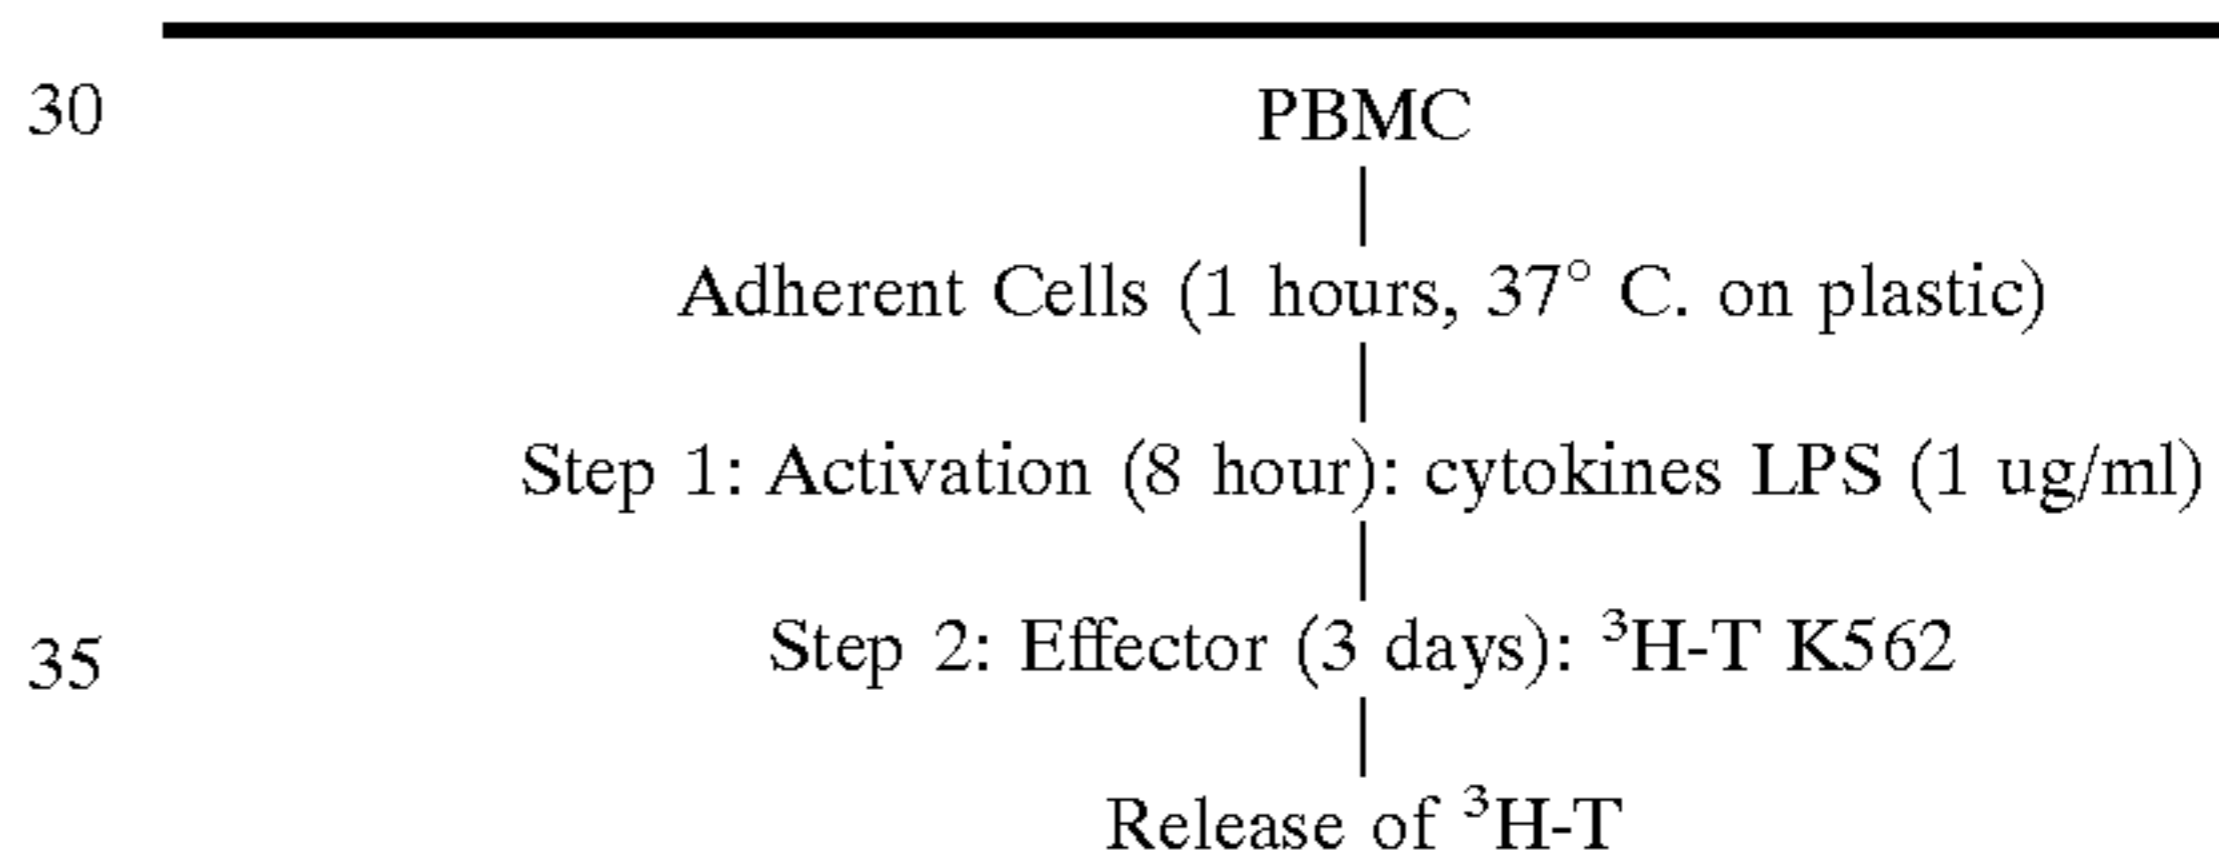 30 PBMC
Adherent Cells (1 hours, 37° C. on plastic)
Step 1: Activation (8 hour): cytokines LPS (1 ug/ml)
35 Step 2: Effector (3 days): ³H-T K562
Release of ³H-T